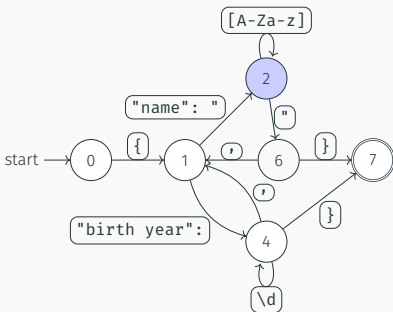 [A-Za-z]
2
"name": "
"
start
0
{
1
,
6
}
7
,
"birth year":
4
}
\d